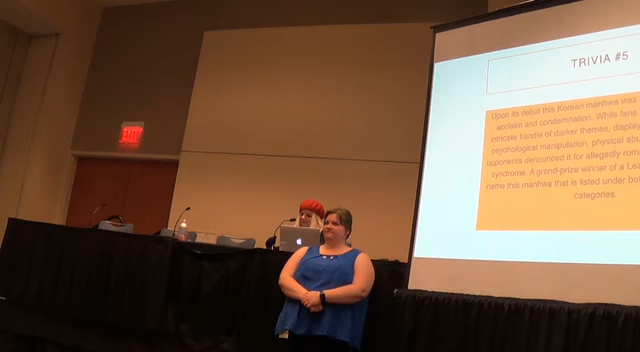 TRIVIA #5
Upon its debut this Korean manhwa was
acclaim and condemnation. While fans
intricate handle of darker themes, display
psychological manipulation, physical abu
opponents denounced it for allegedly rom
syndrome. A grand-prize winner of a Lez
name this manhwa that is listed under bot
categories.
EXIT